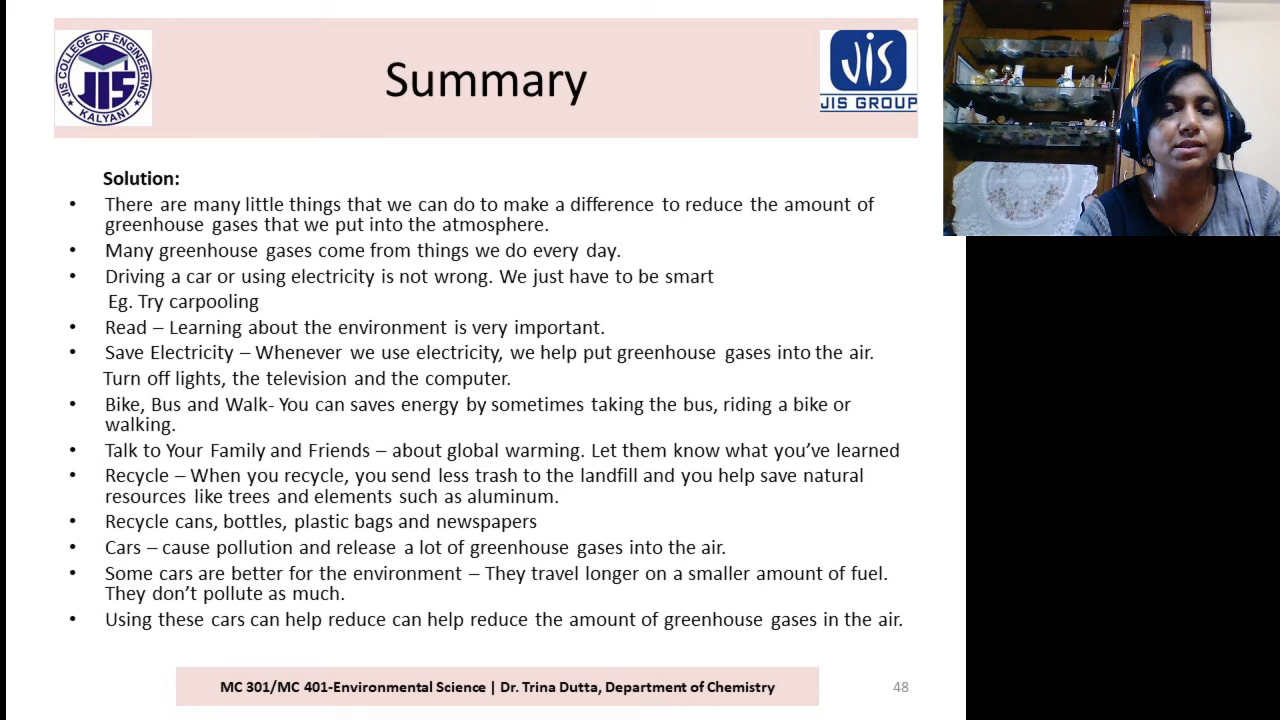 JIS COLLEGE OF ENGINEERING
JIS
KALYANI
Summary
JIS
JIS GROUP
Solution:
• There are many little things that we can do to make a difference to reduce the amount of
greenhouse gases that we put into the atmosphere.
• Many greenhouse gases come from things we do every day.
• Driving a car or using electricity is not wrong. We just have to be smart
Eg. Try carpooling
• Read – Learning about the environment is very important.
• Save Electricity – Whenever we use electricity, we help put greenhouse gases into the air.
Turn off lights, the television and the computer.
• Bike, Bus and Walk- You can saves energy by sometimes taking the bus, riding a bike or
walking.
• Talk to Your Family and Friends – about global warming. Let them know what you’ve learned
• Recycle – When you recycle, you send less trash to the landfill and you help save natural
resources like trees and elements such as aluminum.
• Recycle cans, bottles, plastic bags and newspapers
• Cars – cause pollution and release a lot of greenhouse gases into the air.
• Some cars are better for the environment – They travel longer on a smaller amount of fuel.
They don’t pollute as much.
• Using these cars can help reduce can help reduce the amount of greenhouse gases in the air.
MC 301/MC 401-Environmental Science | Dr. Trina Dutta, Department of Chemistry
48